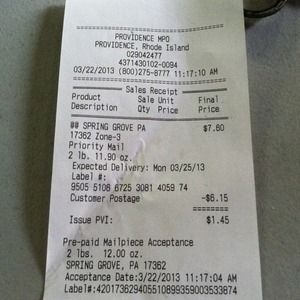 PROVIDENCE MPO
PROVIDENCE, Rhode Island
029042477
4371430102-0094
03/22/2013 (800)275-8777 11:17:10 AM
Sales Receipt
Product Sale Unit Final
Description Qty Price Price
## SPRING GROVE PA $7.60
17362 Zone-3
Priority Mail
2 lb. 11.90 oz.
Expected Delivery: Mon 03/25/13
Label #:
9505 5106 6725 3081 4059 74
Customer Postage -$6.15
Issue PVI: $1.45
Pre-paid Mailpiece Acceptance
2 lbs. 12.00 oz.
SPRING GROVE, PA 17362
Acceptance Date:3/22/2013 11:17:04 AM
Label#:420173629405510899359003533974